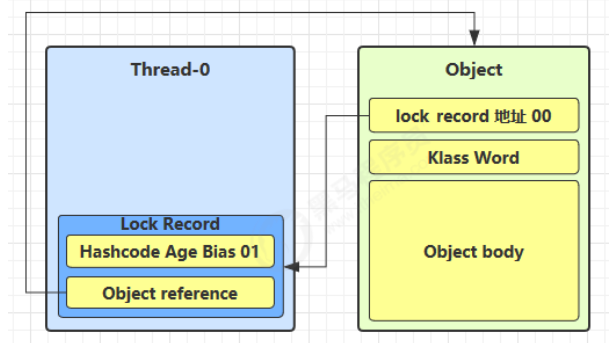 Thread-0
Lock Record
Hashcode Age Bias 01
Object reference
Object
lock record 地址 00
Klass Word
Object body